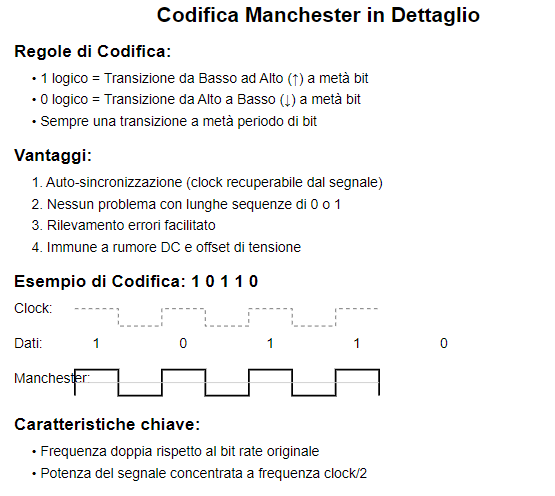 Codifica Manchester in Dettaglio
Regole di Codifica:
• 1 logico = Transizione da Basso ad Alto (↑) a metà bit
• 0 logico = Transizione da Alto a Basso (↓) a metà bit
• Sempre una transizione a metà periodo di bit
Vantaggi:
1. Auto-sincronizzazione (clock recuperabile dal segnale)
2. Nessun problema con lunghe sequenze di 0 o 1
3. Rilevamento errori facilitato
4. Immune a rumore DC e offset di tensione
Esempio di Codifica: 1 0 1 1 0
Clock:
Dati: 1 0 1 1 0
Manchester:
Caratteristiche chiave:
• Frequenza doppia rispetto al bit rate originale
• Potenza del segnale concentrata a frequenza clock/2